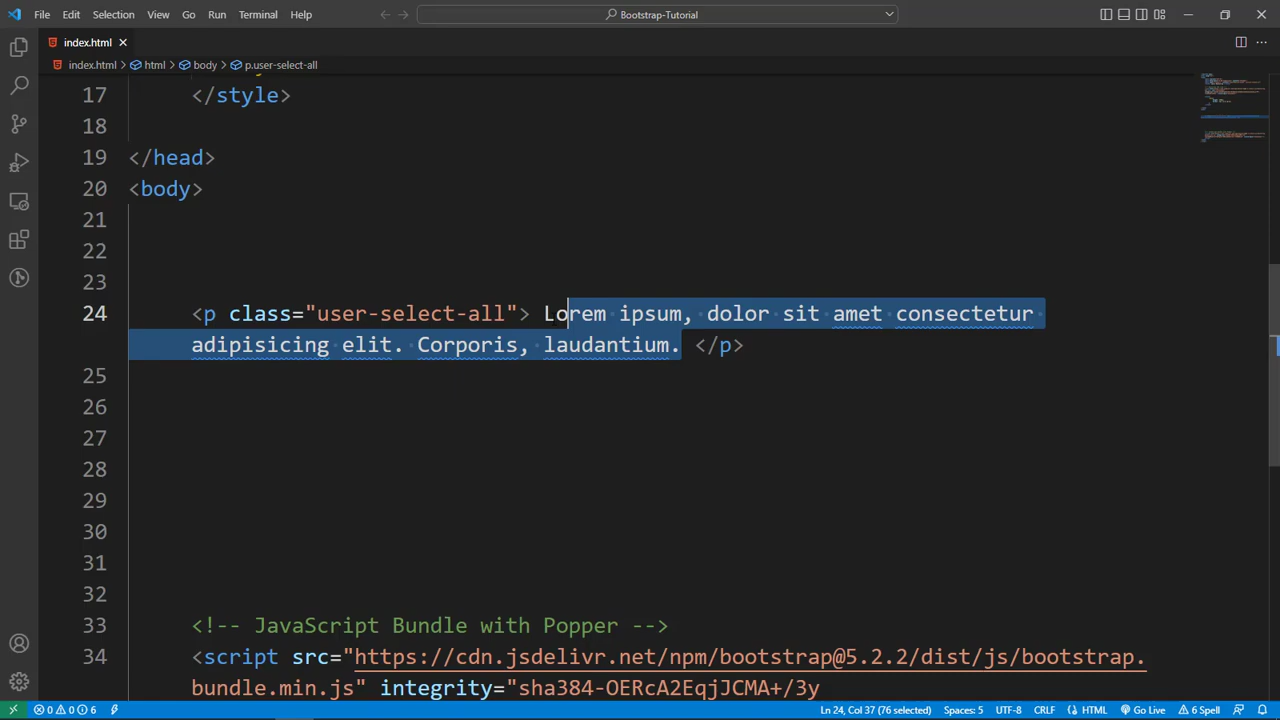 File Edit Selection View Go Run Terminal Help
Bootstrap-Tutorial
index.html
index.html html body p.user-select-all
17 </style>
18
19 </head>
20 <body>
21
22
23
24 <p class="user-select-all"> Lorem ipsum, dolor sit amet consectetur
adipisicing elit. Corporis, laudantium. </p>
25
26
27
28
29
30
31
32
33 <!-- JavaScript Bundle with Popper -->
34 <script src="https://cdn.jsdelivr.net/npm/bootstrap@5.2.2/dist/js/bootstrap.
bundle.min.js" integrity="sha384-OERcA2EqjJCMA+/3y
0 0 6 Ln 24, Col 37 (76 selected) Spaces: 5 UTF-8 CRLF HTML Go Live 6 Spell